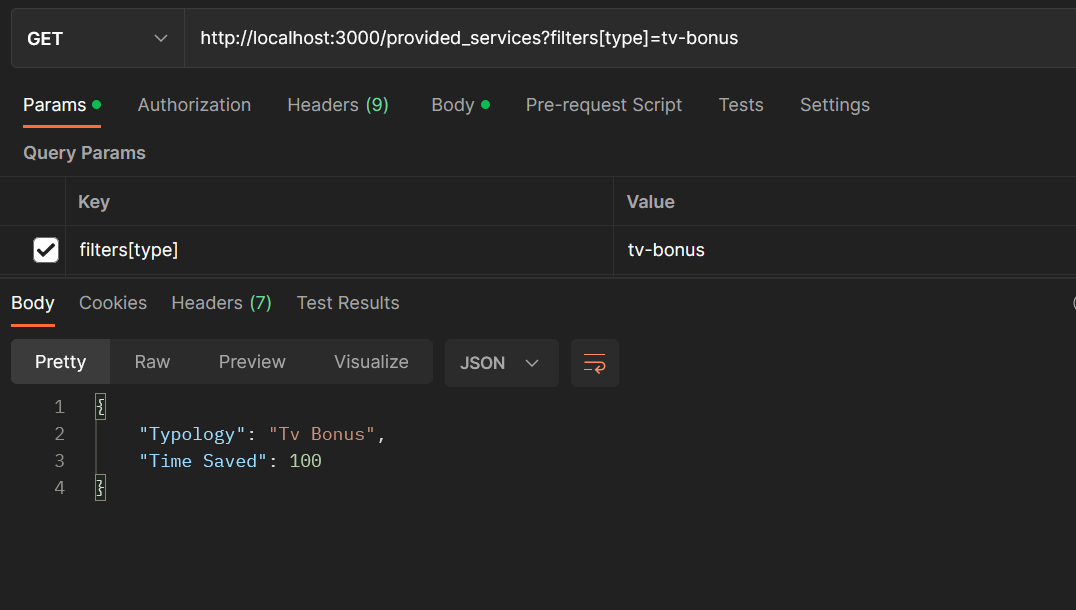 GET http://localhost:3000/provided_services?filters[type]=tv-bonus
Params Authorization Headers (9) Body Pre-request Script Tests Settings
Query Params
Key Value
filters[type] tv-bonus
Body Cookies Headers (7) Test Results
Pretty Raw Preview Visualize JSON
1 {
2 "Typology": "Tv Bonus",
3 "Time Saved": 100
4 }